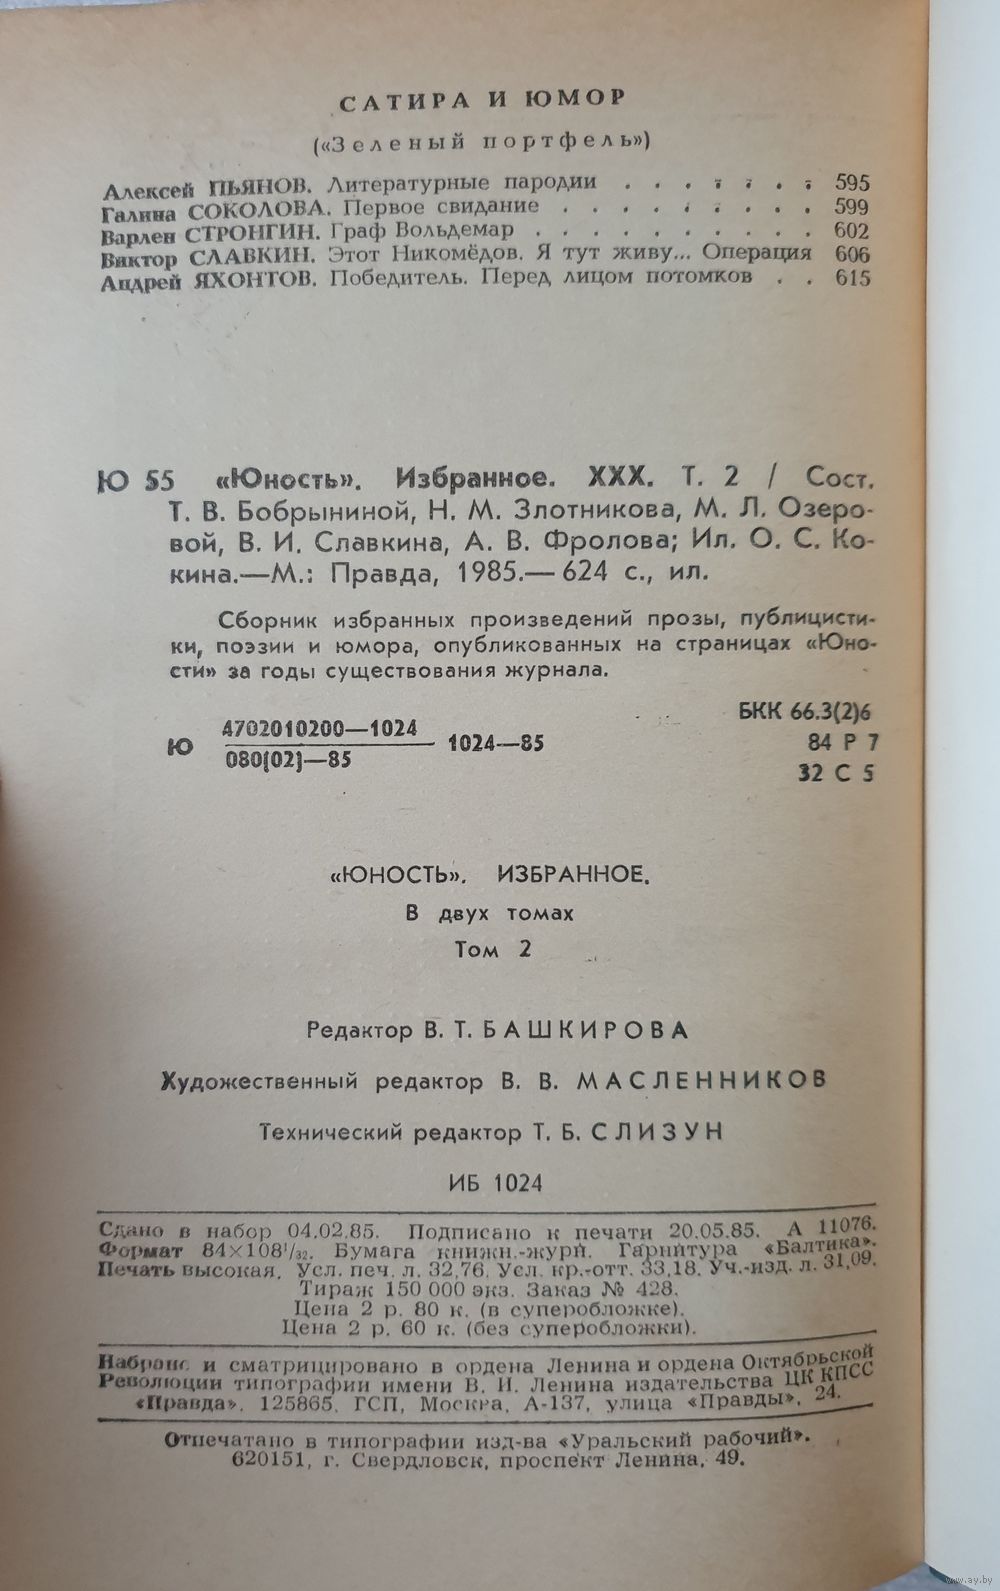 САТИРА И ЮМОР
(«Зеленый портфель»)
Алексей ПЬЯНОВ. Литературные пародии . . . . . . . 595
Галина СОКОЛОВА. Первое свидание . . . . . . . . . 599
Варлен СТРОНГИН. Граф Вольдемар . . . . . . . . . . 602
Виктор СЛАВКИН. Этот Никомёдов. Я тут живу... Операция 606
Андрей ЯХОНТОВ. Победитель. Перед лицом потомков . . 615
Ю 55 «Юность». Избранное. XXX. Т. 2 / Сост.
Т. В. Бобрыниной, Н. М. Злотникова, М. Л. Озеро-
вой, В. И. Славкина, А. В. Фролова; Ил. О. С. Ко-
кина.—М.: Правда, 1985.— 624 с., ил.
Сборник избранных произведений прозы, публицисти-
ки, поэзии и юмора, опубликованных на страницах «Юно-
сти» за годы существования журнала.
Ю 4702010200—1024
080[02]—85 1024—85
БКК 66.3(2)6
84 Р 7
32 С 5
«ЮНОСТЬ». ИЗБРАННОЕ.
В двух томах
Том 2
Редактор В. Т. БАШКИРОВА
Художественный редактор В. В. МАСЛЕННИКОВ
Технический редактор Т. Б. СЛИЗУН
ИБ 1024
Сдано в набор 04.02.85. Подписано к печати 20.05.85. А 11076.
Формат 84×108¹/₃₂. Бумага книжн.-журн. Гарнитура «Балтика».
Печать высокая. Усл. печ. л. 32,76. Усл. кр.-отт. 33,18. Уч.-изд. л. 31,09.
Тираж 150 000 экз. Заказ № 428.
Цена 2 р. 80 к. (в суперобложке).
Цена 2 р. 60 к. (без суперобложки).
Набрано и сматрицировано в ордена Ленина и ордена Октябрьской
Революции типографии имени В. И. Ленина издательства ЦК КПСС
«Правда». 125865. ГСП, Москва, А-137, улица «Правды», 24.
Отпечатано в типографии изд-ва «Уральский рабочий».
620151, г. Свердловск, проспект Ленина, 49.
www.ay.by